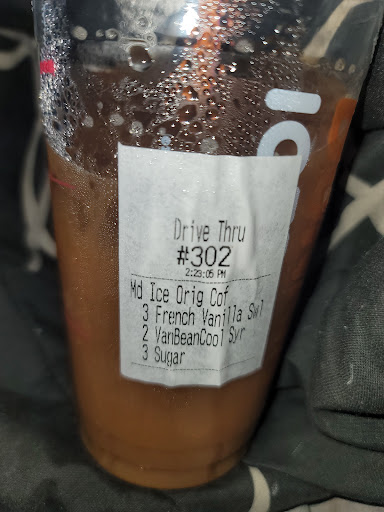 Drive Thru
#302
2:23:05 PM
Md Ice Orig Cof
3 French Vanilla Swl
2 VanBeanCool Syr
3 Sugar